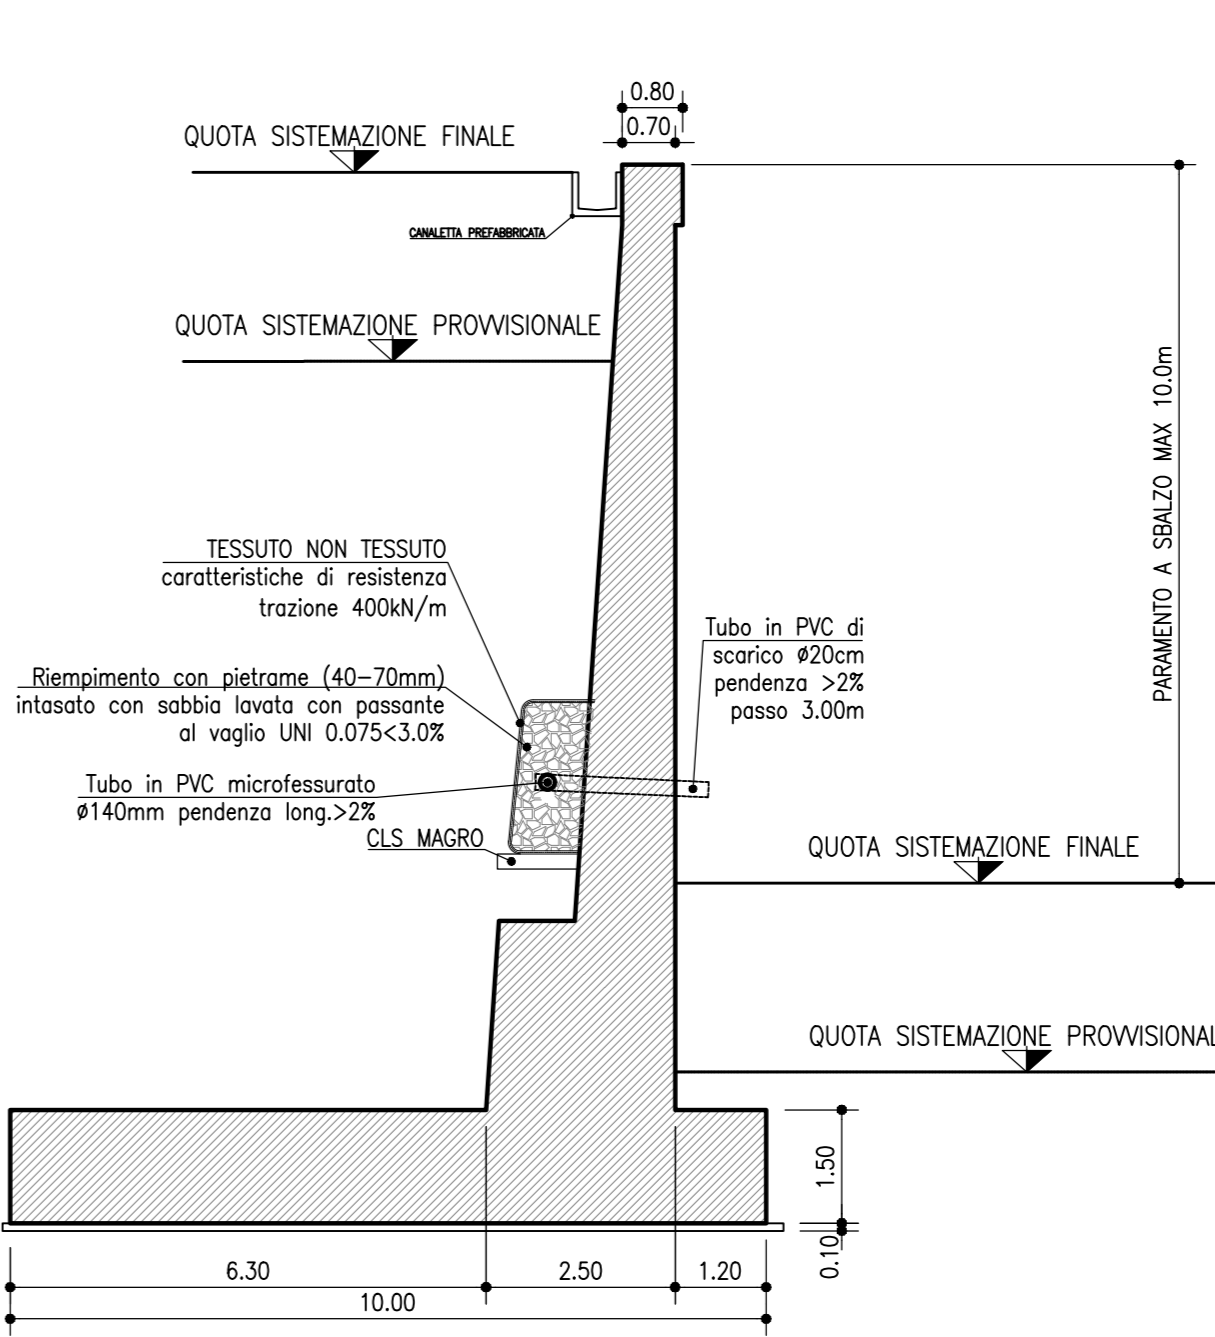 0.80
0.70
QUOTA SISTEMAZIONE FINALE
CANALETTA PREFABBRICATA
QUOTA SISTEMAZIONE PROVVISIONALE
PARAMENTO A SBALZO MAX 10.0m
TESSUTO NON TESSUTO
caratteristiche di resistenza
trazione 400kN/m
Tubo in PVC di
scarico ø20cm
pendenza >2%
passo 3.00m
Riempimento con pietrame (40-70mm)
intasato con sabbia lavata con passante
al vaglio UNI 0.075<3.0%
Tubo in PVC microfessurato
ø140mm pendenza long.>2%
CLS MAGRO
QUOTA SISTEMAZIONE FINALE
QUOTA SISTEMAZIONE PROVVISIONAL
1.50
0.10
6.30
2.50
1.20
10.00